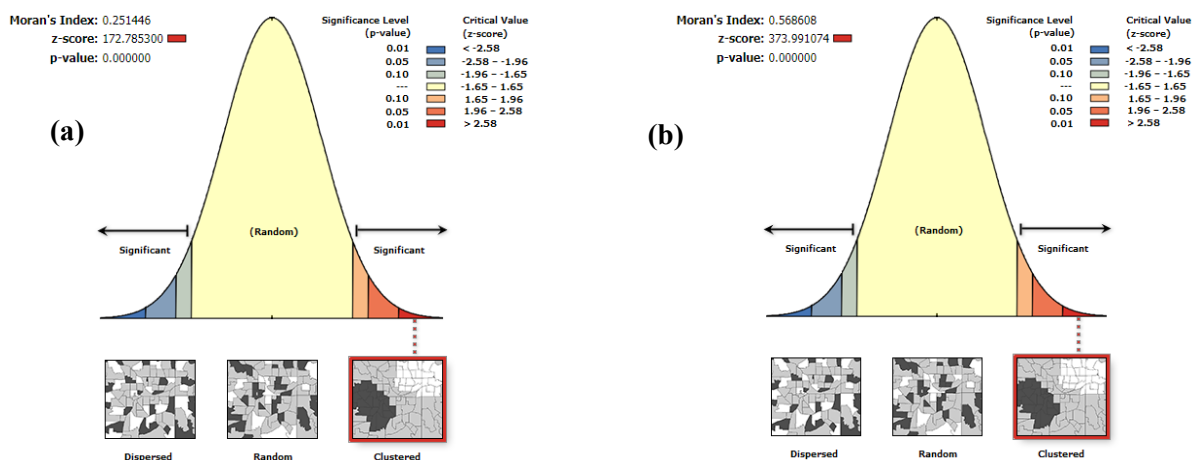 Moran's Index: 0.251446
z-score: 172.785300
p-value: 0.000000
Significance Level
(p-value)
Critical Value
(z-score)
0.01 < -2.58
0.05 -2.58 – -1.96
0.10 -1.96 – -1.65
--- -1.65 – 1.65
0.10 1.65 – 1.96
0.05 1.96 – 2.58
0.01 > 2.58
(a)
(Random)
Significant
Significant
Dispersed
Random
Clustered
Moran's Index: 0.568608
z-score: 373.991074
p-value: 0.000000
Significance Level
(p-value)
Critical Value
(z-score)
0.01 < -2.58
0.05 -2.58 – -1.96
0.10 -1.96 – -1.65
--- -1.65 – 1.65
0.10 1.65 – 1.96
0.05 1.96 – 2.58
0.01 > 2.58
(b)
(Random)
Significant
Significant
Dispersed
Random
Clustered